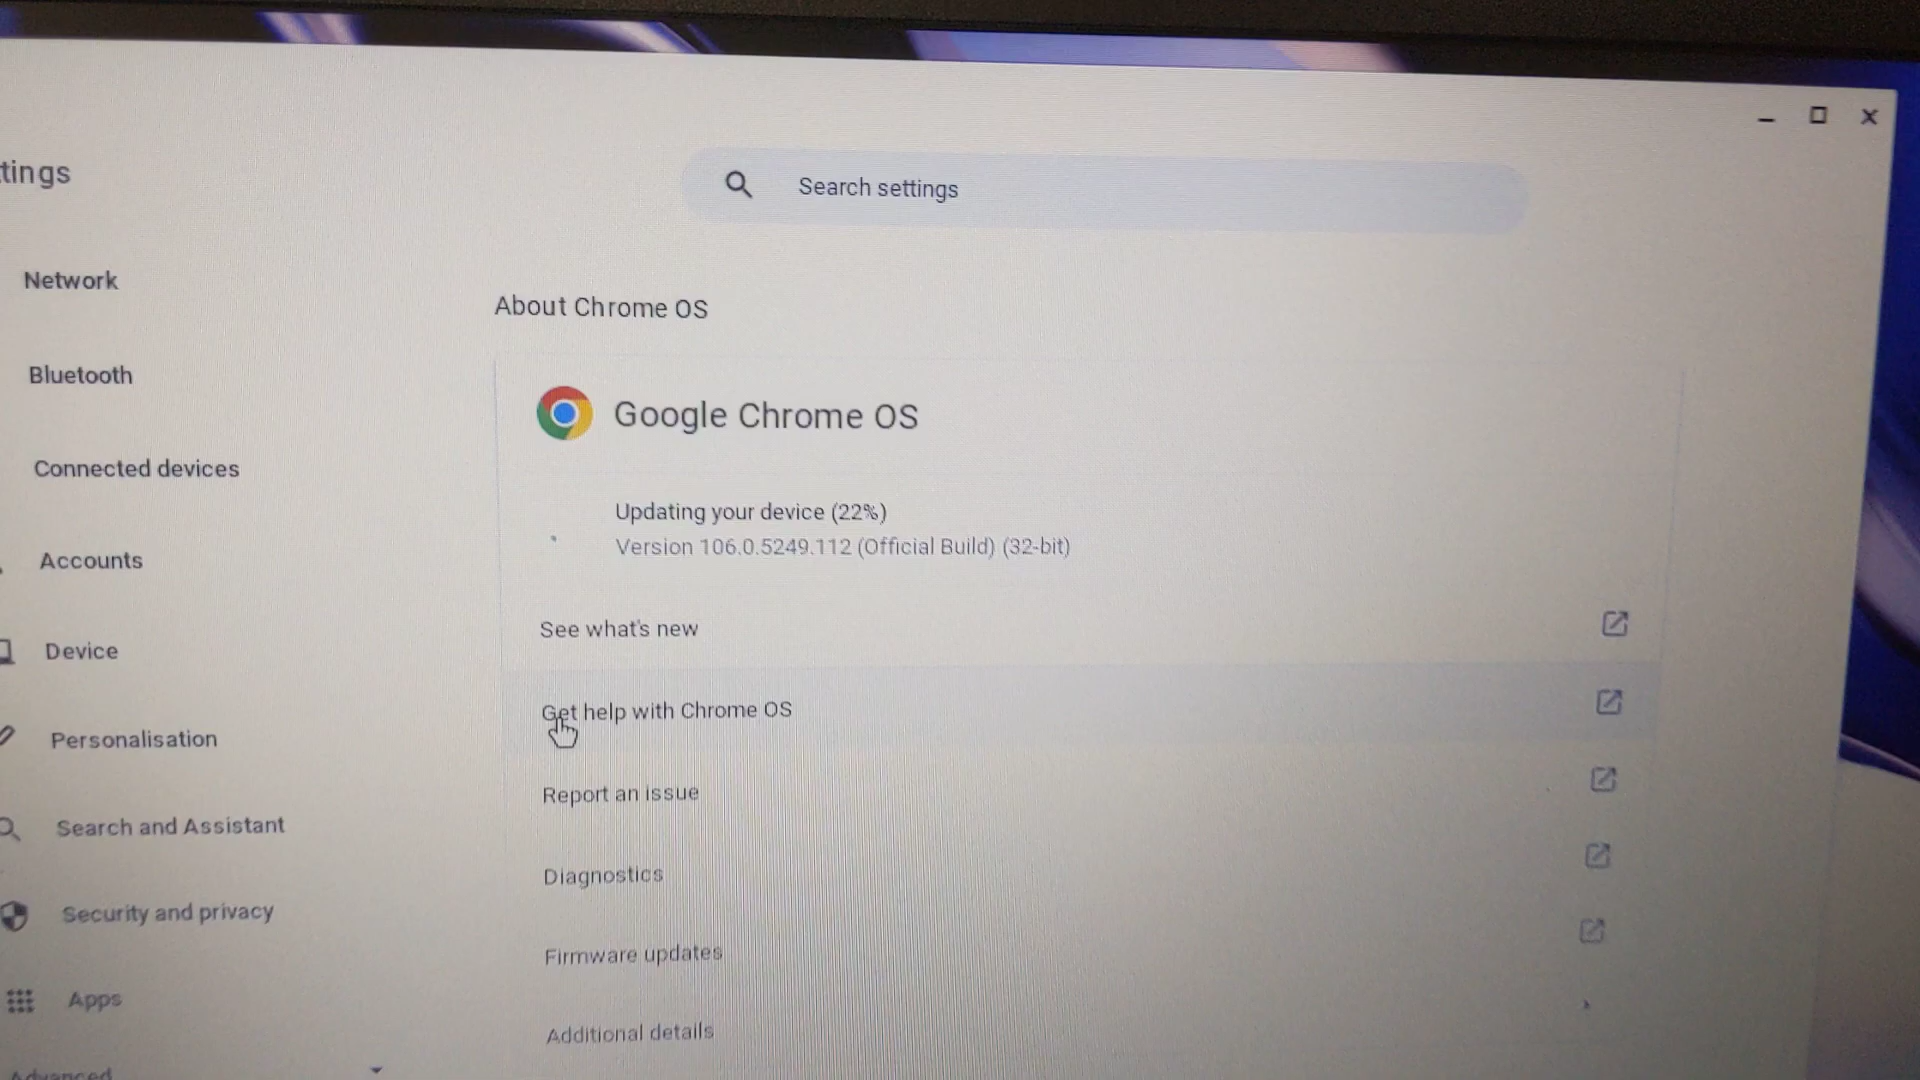 tings
Search settings
Network
Bluetooth
Connected devices
Accounts
Device
Personalisation
Search and Assistant
Security and privacy
Apps
Advanced
About Chrome OS
Google Chrome OS
Updating your device (22%)
Version 106.0.5249.112 (Official Build) (32-bit)
See what's new
Get help with Chrome OS
Report an issue
Diagnostics
Firmware updates
Additional details